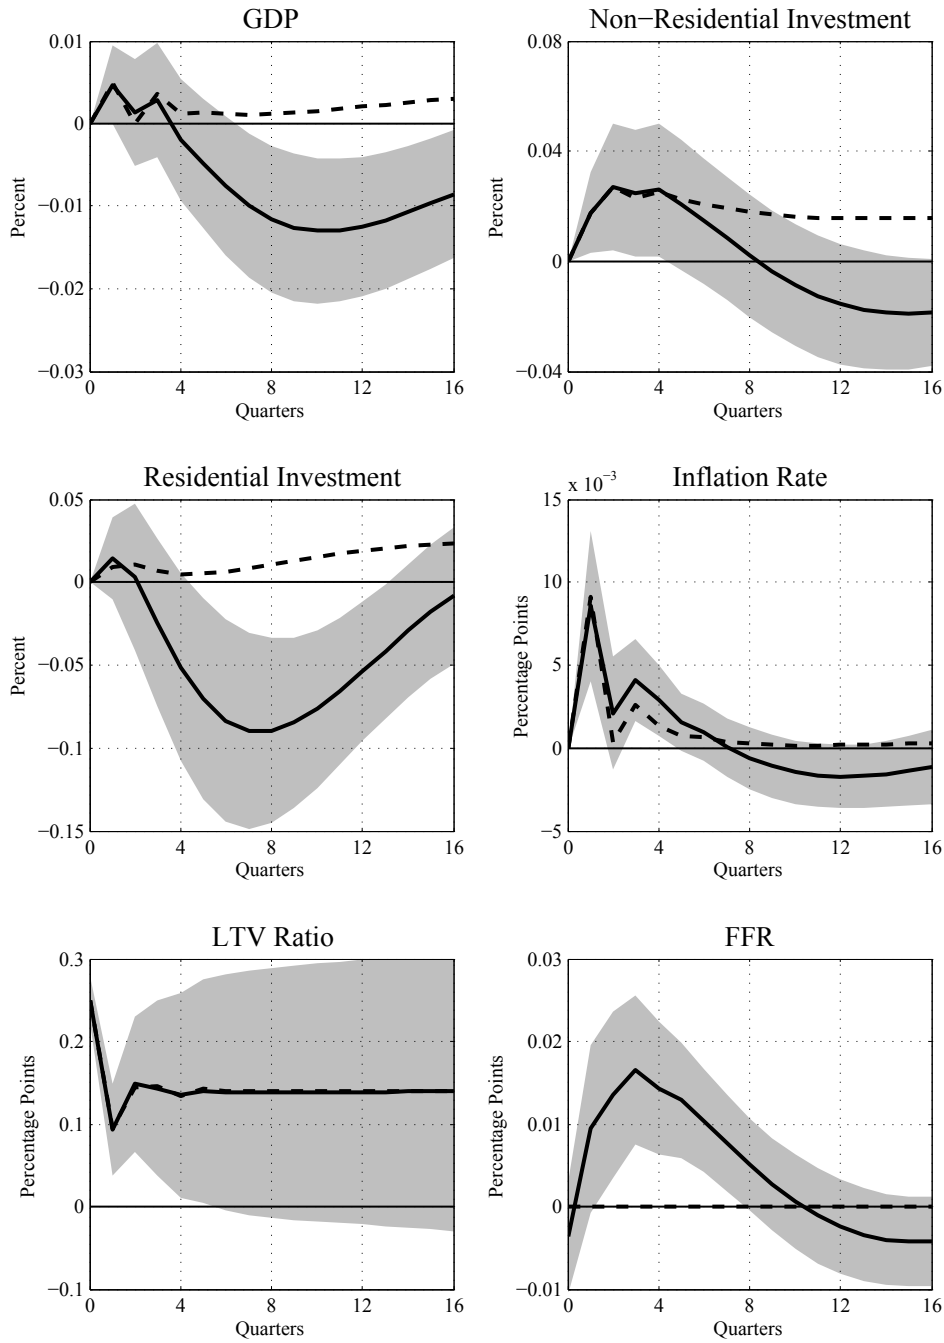 GDP
0.01
0
−0.01
−0.02
−0.03
Percent
0 4 8 12 16
Quarters
Non−Residential Investment
0.08
0.04
0
−0.04
Percent
0 4 8 12 16
Quarters
Residential Investment
0.05
0
−0.05
−0.1
−0.15
Percent
0 4 8 12 16
Quarters
Inflation Rate
x 10−3
15
10
5
0
−5
Percentage Points
0 4 8 12 16
Quarters
LTV Ratio
0.3
0.2
0.1
0
−0.1
Percentage Points
0 4 8 12 16
Quarters
FFR
0.03
0.02
0.01
0
−0.01
Percentage Points
0 4 8 12 16
Quarters